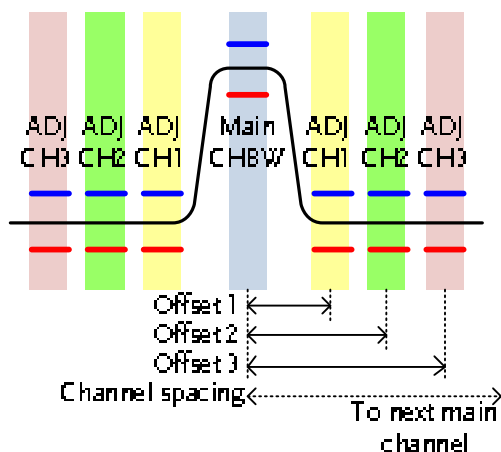 ADJ ADJ ADJ Main ADJ ADJ ADJ
CH3 CH2 CH1 CHBW CH1 CH2 CH3
Offset 1
Offset 2
Offset 3
Channel spacing
To next main
channel